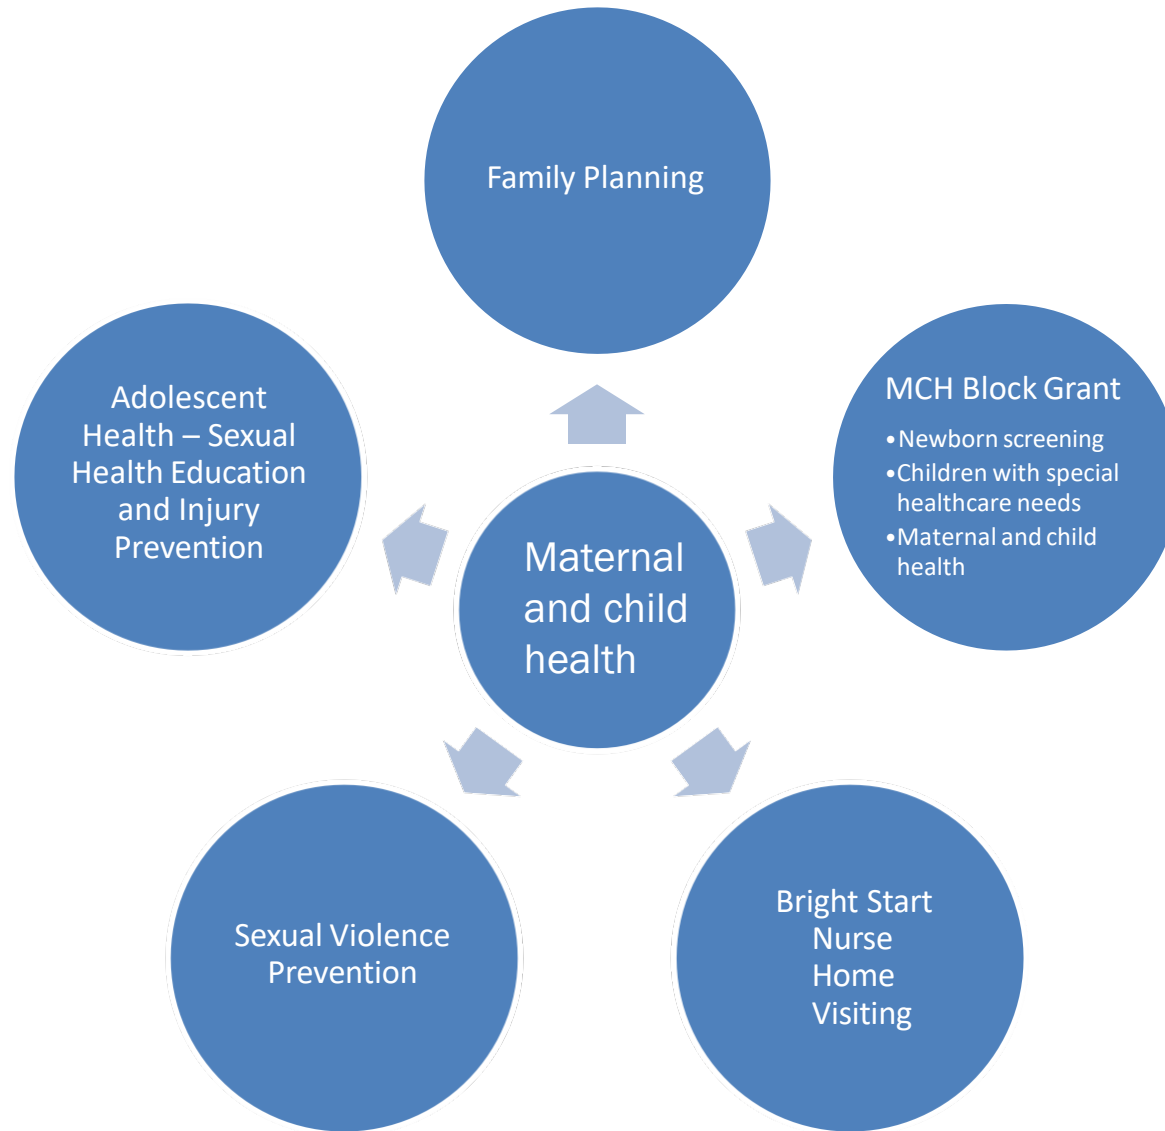 Family Planning
MCH Block Grant
•Newborn screening
•Children with special
healthcare needs
•Maternal and child
health
Adolescent
Health – Sexual
Health Education
and Injury
Prevention
Maternal
and child
health
Bright Start
Nurse
Home
Visiting
Sexual Violence
Prevention